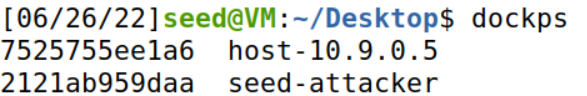 [06/26/22]seed@VM:~/Desktop$ dockps
7525755ee1a6  host-10.9.0.5
2121ab959daa  seed-attacker